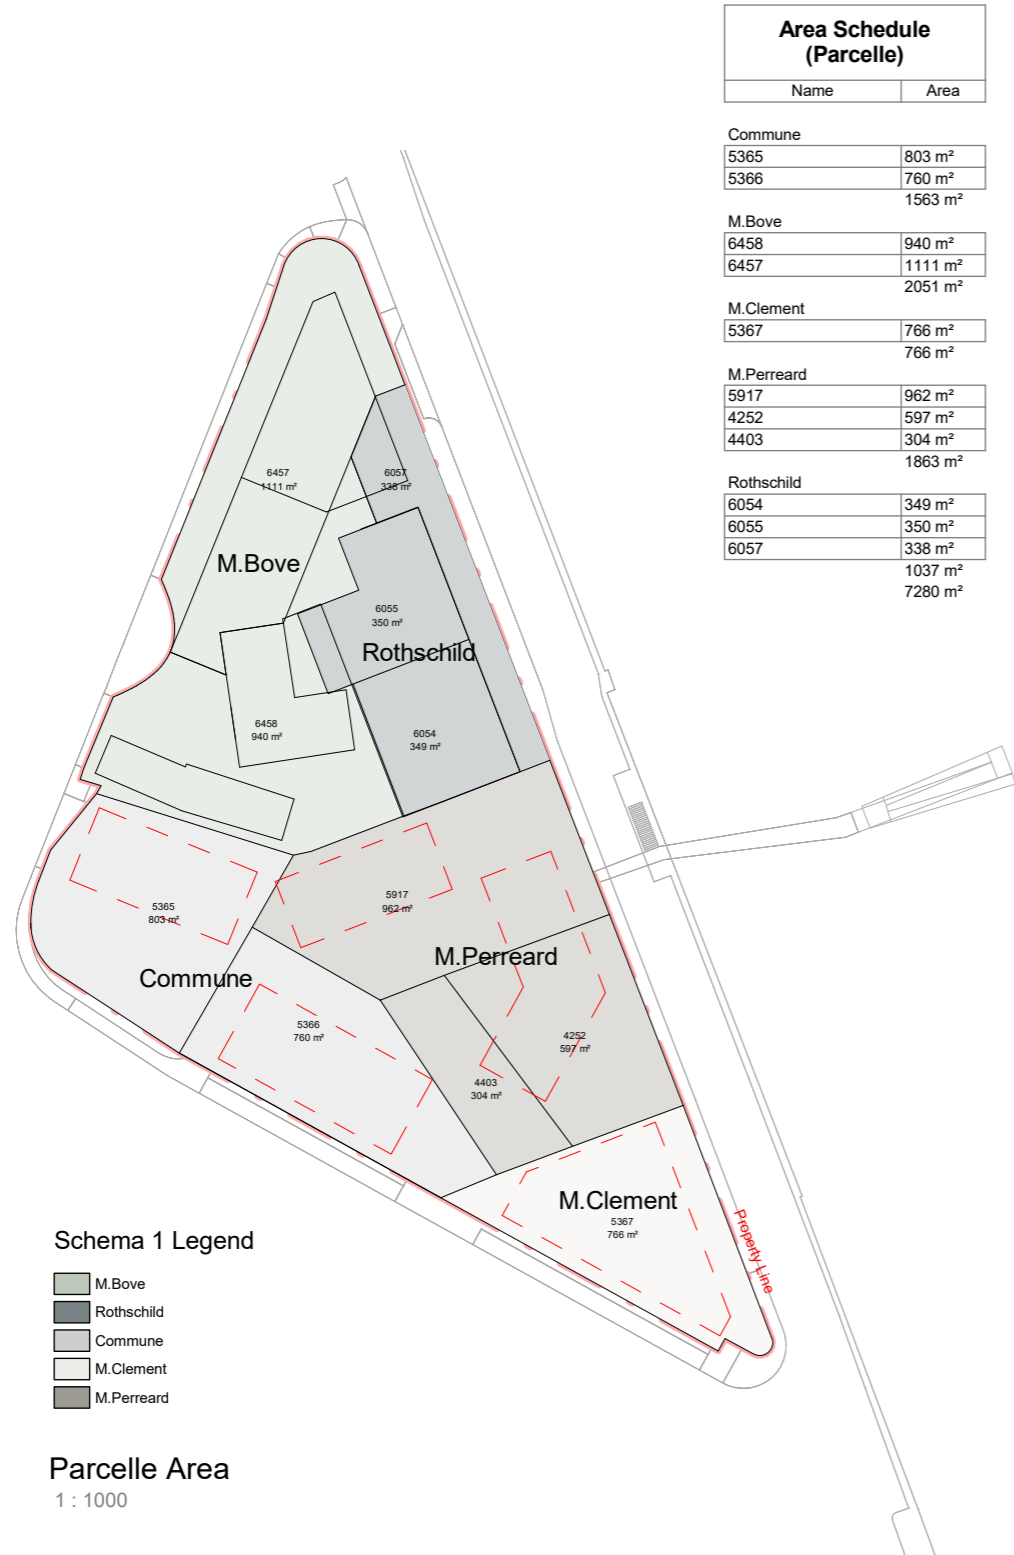 Area Schedule
(Parcelle)
Name Area
Commune
5365 803 m²
5366 760 m²
1563 m²
M.Bove
6458 940 m²
6457 1111 m²
2051 m²
M.Clement
5367 766 m²
766 m²
M.Perreard
5917 962 m²
4252 597 m²
4403 304 m²
1863 m²
Rothschild
6054 349 m²
6055 350 m²
6057 338 m²
1037 m²
7280 m²
6457
1111 m²
6057
338 m²
M.Bove
6055
350 m²
Rothschild
6458
940 m²
6054
349 m²
5917
962 m²
5365
803 m²
M.Perreard
Commune
5366
760 m²
4252
597 m²
4403
304 m²
M.Clement
5367
766 m²
Property Line
Schema 1 Legend
M.Bove
Rothschild
Commune
M.Clement
M.Perreard
Parcelle Area
1 : 1000